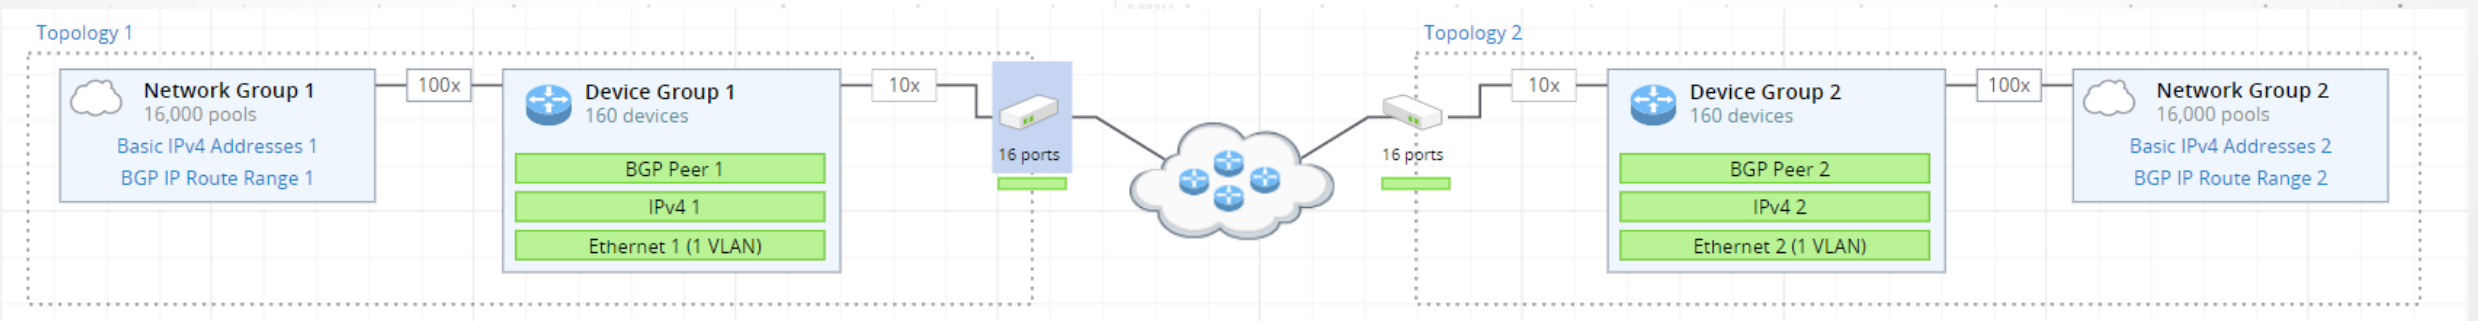 Topology 1
Network Group 1
16,000 pools
Basic IPv4 Addresses 1
BGP IP Route Range 1
100x
Device Group 1
160 devices
BGP Peer 1
IPv4 1
Ethernet 1 (1 VLAN)
10x
16 ports
Topology 2
16 ports
10x
Device Group 2
160 devices
BGP Peer 2
IPv4 2
Ethernet 2 (1 VLAN)
100x
Network Group 2
16,000 pools
Basic IPv4 Addresses 2
BGP IP Route Range 2